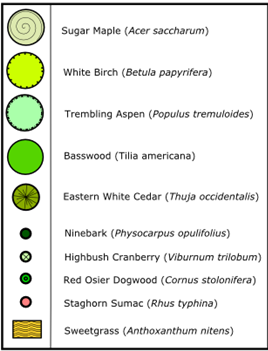 Sugar Maple (Acer saccharum)
White Birch (Betula papyrifera)
Trembling Aspen (Populus tremuloides)
Basswood (Tilia americana)
Eastern White Cedar (Thuja occidentalis)
Ninebark (Physocarpus opulifolius)
Highbush Cranberry (Viburnum trilobum)
Red Osier Dogwood (Cornus stolonifera)
Staghorn Sumac (Rhus typhina)
Sweetgrass (Anthoxanthum nitens)